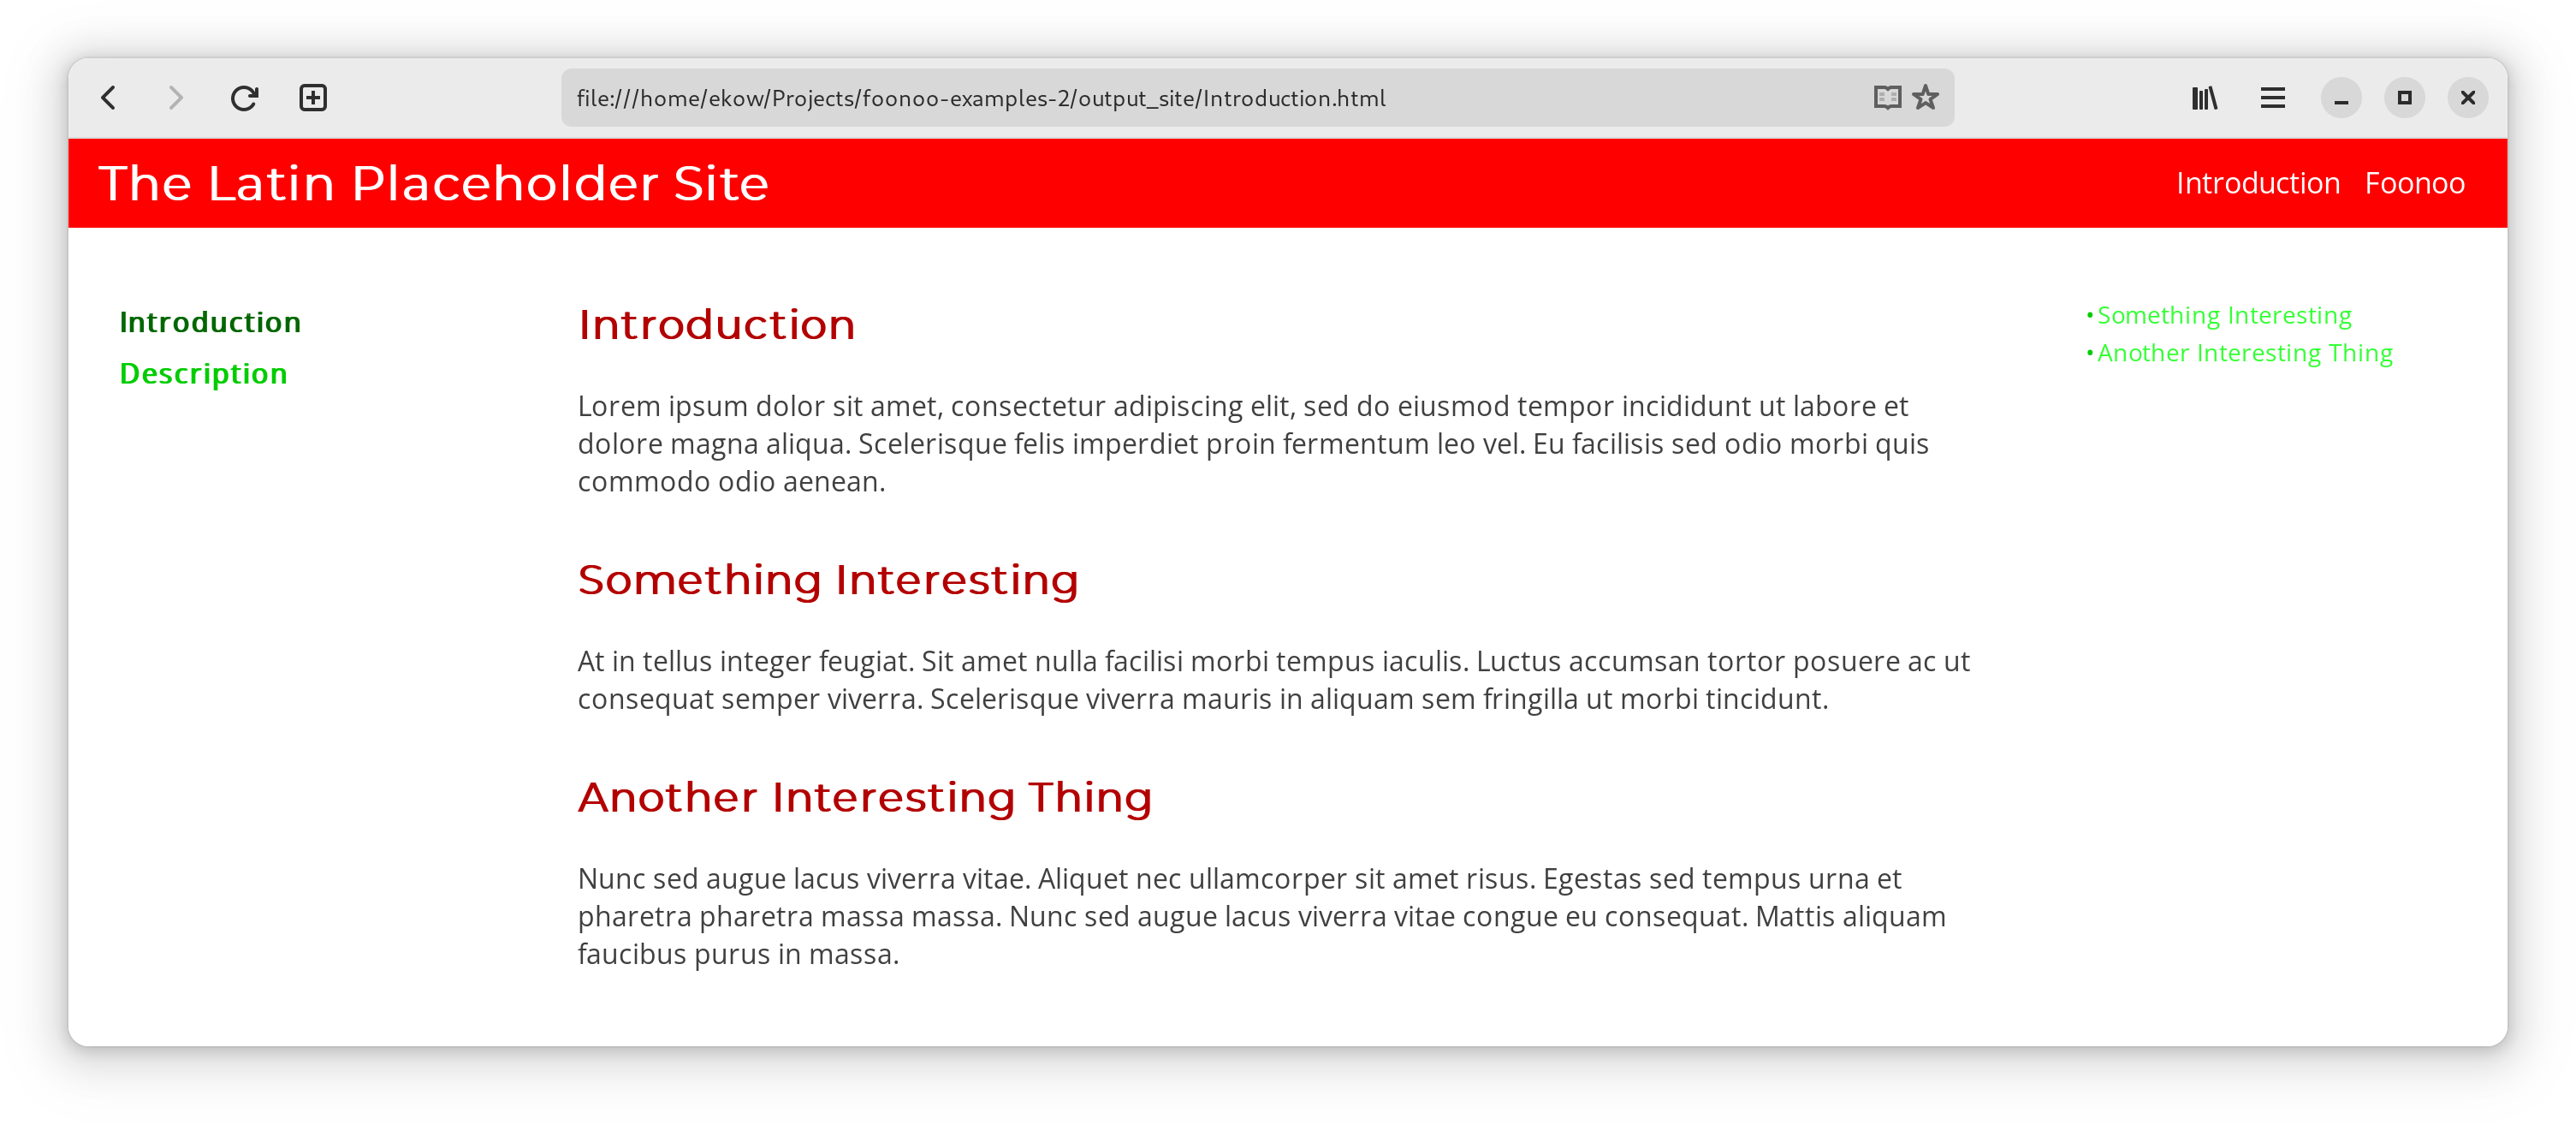 file:///home/ekow/Projects/foonoo-examples-2/output_site/Introduction.html
The Latin Placeholder Site
Introduction Foonoo
Introduction
Description
Introduction
Lorem ipsum dolor sit amet, consectetur adipiscing elit, sed do eiusmod tempor incididunt ut labore et
dolore magna aliqua. Scelerisque felis imperdiet proin fermentum leo vel. Eu facilisis sed odio morbi quis
commodo odio aenean.
Something Interesting
At in tellus integer feugiat. Sit amet nulla facilisi morbi tempus iaculis. Luctus accumsan tortor posuere ac ut
consequat semper viverra. Scelerisque viverra mauris in aliquam sem fringilla ut morbi tincidunt.
Another Interesting Thing
Nunc sed augue lacus viverra vitae. Aliquet nec ullamcorper sit amet risus. Egestas sed tempus urna et
pharetra pharetra massa massa. Nunc sed augue lacus viverra vitae congue eu consequat. Mattis aliquam
faucibus purus in massa.
• Something Interesting
• Another Interesting Thing